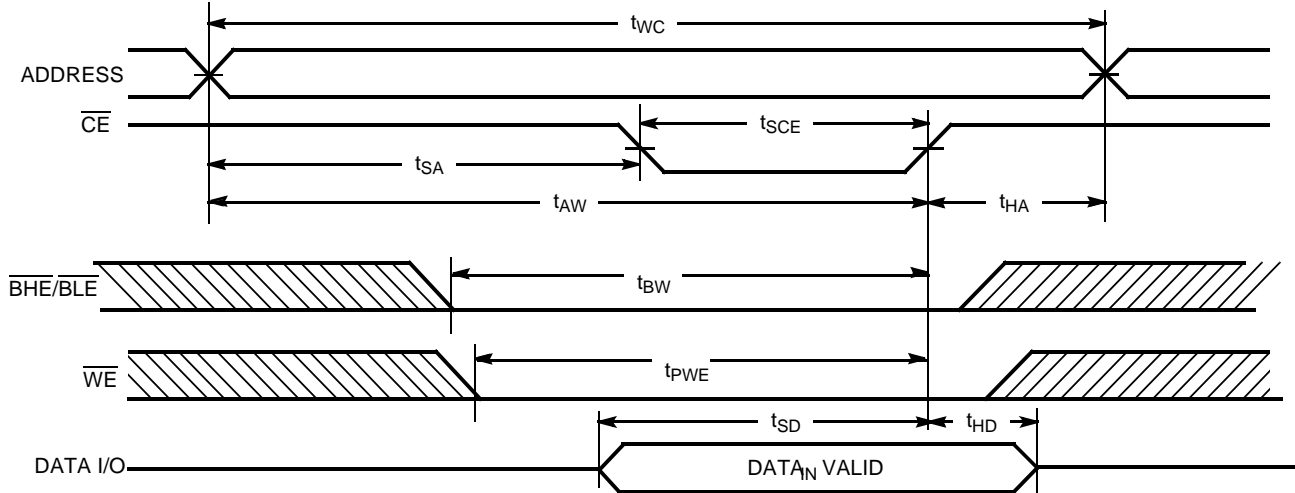 tWC
ADDRESS
CE
tSCE
tSA
tAW
tHA
BHE/BLE
tBW
WE
tPWE
tSD
tHD
DATA I/O
DATAIN VALID